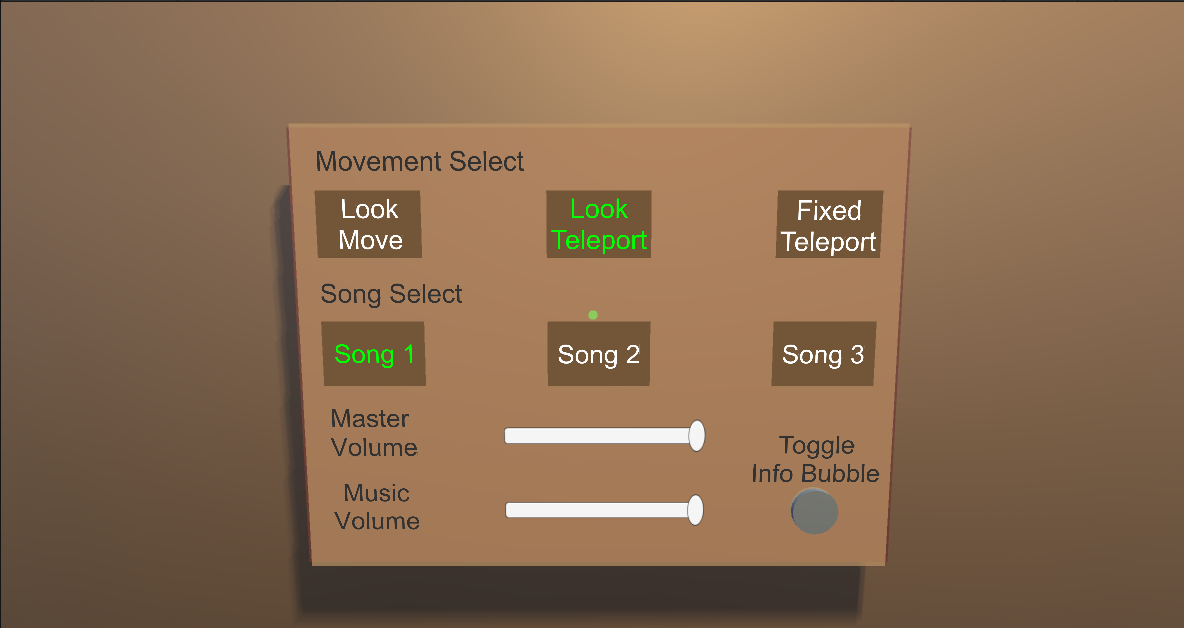 Movement Select
Look
Move
Look
Teleport
Fixed
Teleport
Song Select
Song 1
Song 2
Song 3
Master
Volume
Toggle
Info Bubble
Music
Volume